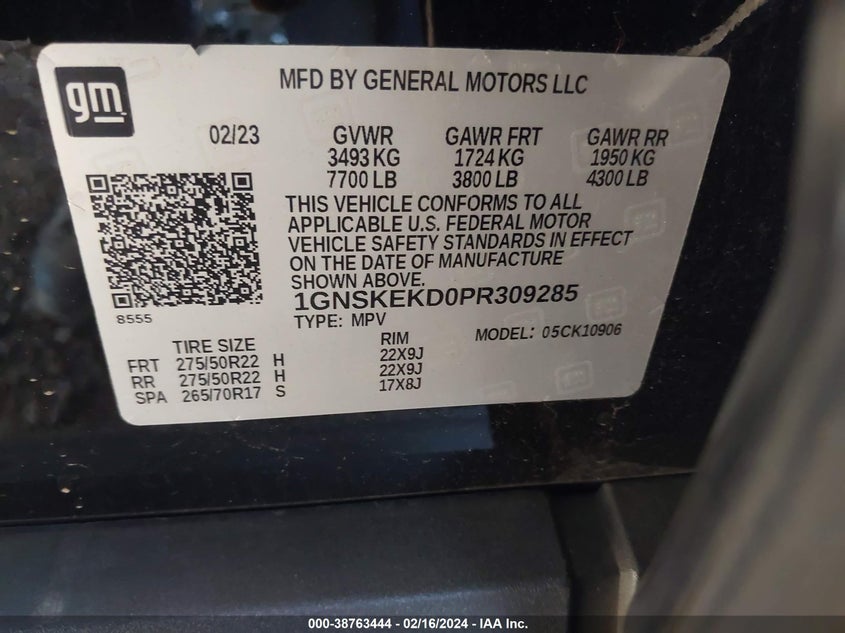 gm
MFD BY GENERAL MOTORS LLC
02/23 GVWR GAWR FRT GAWR RR
3493 KG 1724 KG 1950 KG
7700 LB 3800 LB 4300 LB
THIS VEHICLE CONFORMS TO ALL
APPLICABLE U.S. FEDERAL MOTOR
VEHICLE SAFETY STANDARDS IN EFFECT
ON THE DATE OF MANUFACTURE
SHOWN ABOVE.
1GNSKEKD0PR309285
8555
TYPE: MPV MODEL: 05CK10906
TIRE SIZE RIM
FRT 275/50R22 H 22X9J
RR 275/50R22 H 22X9J
SPA 265/70R17 S 17X8J
000-38763444 - 02/16/2024 - IAA Inc.